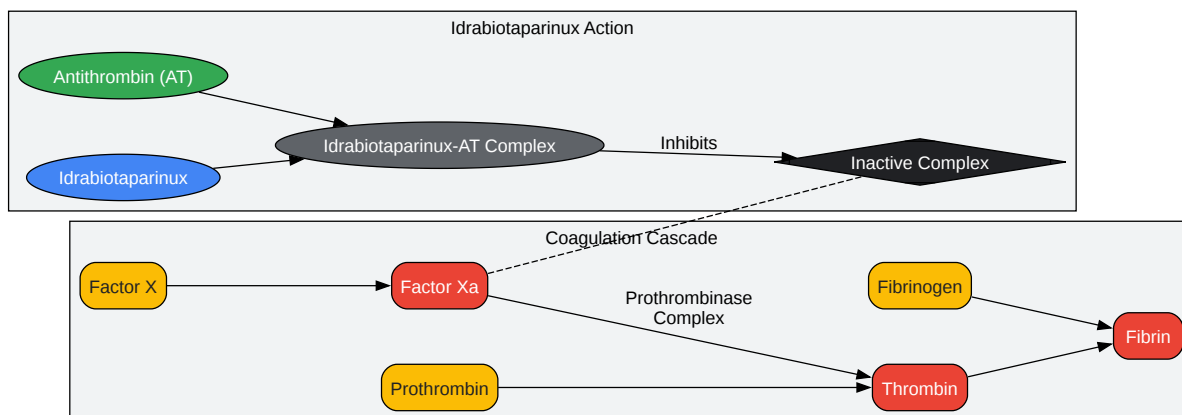 Idrabiotaparinux Action
Antithrombin (AT)
Idrabiotaparinux-AT Complex
Inhibits
Inactive Complex
Idrabiotaparinux
Coagulation Cascade
Factor X
Factor Xa
Prothrombinase
Complex
Fibrinogen
Fibrin
Prothrombin
Thrombin